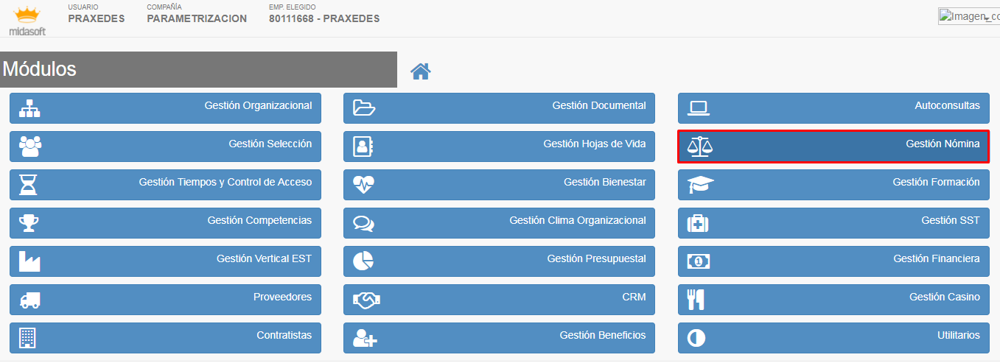 USUARIO COMPAÑÍA EMP. ELEGIDO
PRAXEDES PARAMETRIZACION 80111668 - PRAXEDES
midasoft
Imagen_co
Módulos
Gestión Organizacional Gestión Documental Autoconsultas
Gestión Selección Gestión Hojas de Vida Gestión Nómina
Gestión Tiempos y Control de Acceso Gestión Bienestar Gestión Formación
Gestión Competencias Gestión Clima Organizacional Gestión SST
Gestión Vertical EST Gestión Presupuestal Gestión Financiera
Proveedores CRM Gestión Casino
Contratistas Gestión Beneficios Utilitarios